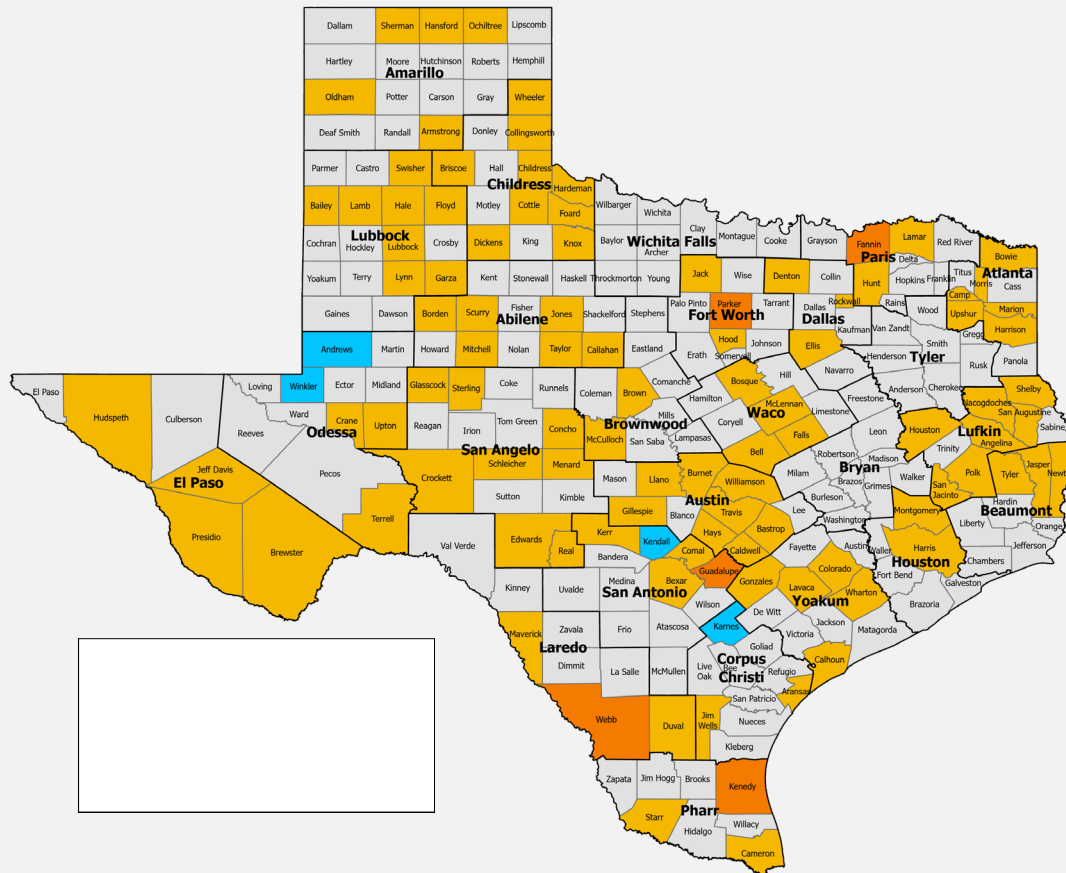 Dallam Sherman Hansford Ochiltree Lipscomb
Hartley Moore Hutchinson Roberts Hemphill
Amarillo
Oldham Potter Carson Gray Wheeler
Deaf Smith Randall Armstrong Donley Collingsworth
Parmer Castro Swisher Briscoe Hall Childress
Childress Hardeman
Bailey Lamb Hale Floyd Motley Cottle Foard Wilbarger Wichita
Lubbock Clay
Cochran Hockley Lubbock Crosby Dickens King Knox Baylor Archer Wichita Falls Montague Cooke Grayson Fannin Lamar Red River
Paris Delta Bowie
Yoakum Terry Lynn Garza Kent Stonewall Haskell Throckmorton Young Jack Wise Denton Collin Hunt Hopkins Franklin Titus Morris Cass
Atlanta
Gaines Dawson Borden Scurry Fisher Jones Shackelford Stephens Palo Pinto Parker Tarrant Dallas Rockwall Rains Wood Camp Upshur Marion Harrison
Abilene Fort Worth Dallas Kaufman Van Zandt Gregg
Andrews Martin Howard Mitchell Nolan Taylor Callahan Eastland Erath Hood Somervell Johnson Ellis Henderson Smith Rusk Panola
Tyler
El Paso Hudspeth Culberson Loving Winkler Ector Midland Glasscock Sterling Coke Runnels Coleman Brown Comanche Hamilton Bosque Hill Navarro Anderson Cherokee Nacogdoches Shelby
Reeves Ward Crane Upton Reagan Irion Tom Green Concho McCulloch San Saba Mills Lampasas Coryell McLennan Limestone Freestone Houston San Augustine Sabine
Odessa San Angelo Brownwood Waco Lufkin Angelina
Falls Leon Trinity
Jeff Davis Pecos Crockett Schleicher Menard Mason Llano Burnet Bell Milam Robertson Madison Walker Polk Tyler Jasper Newt
El Paso Austin Bryan Brazos Grimes San Jacinto
Sutton Kimble Williamson Burleson Hardin
Presidio Brewster Terrell Gillespie Blanco Travis Lee Washington Montgomery Liberty Beaumont Orange
Val Verde Edwards Real Kerr Kendall Hays Bastrop Fayette Austin Waller Harris Jefferson
Bandera Comal Caldwell Houston Chambers
Kinney Uvalde Medina Bexar Guadalupe Gonzales Lavaca Colorado Fort Bend Galveston
San Antonio Wilson Yoakum Wharton Brazoria
Maverick Zavala Frio Atascosa Karnes De Witt Jackson Matagorda
Laredo Goliad Victoria
Dimmit La Salle McMullen Live Oak Bee Refugio Calhoun
Corpus Christi Aransas
San Patricio
Webb Duval Jim Wells Nueces
Kleberg
Zapata Jim Hogg Brooks Kenedy
Pharr
Starr Hidalgo Willacy
Cameron